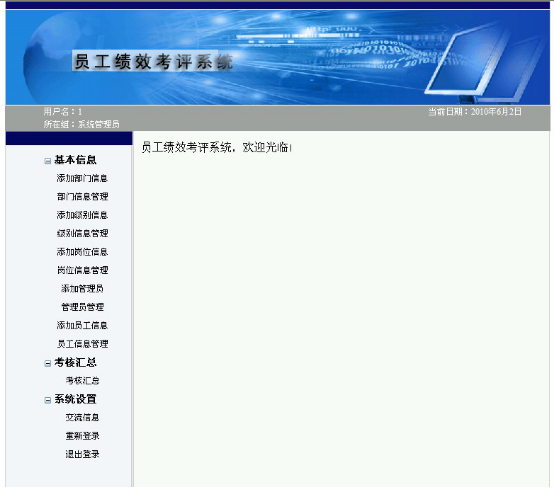 员工绩效考评系统
用户名：1
当前日期：2010年6月2日
所在组：系统管理员
员工绩效考评系统，欢迎光临！
基本信息
添加部门信息
部门信息管理
添加级别信息
级别信息管理
添加岗位信息
岗位信息管理
添加管理员
管理员管理
添加员工信息
员工信息管理
考核汇总
考核汇总
系统设置
交流信息
重新登录
退出登录